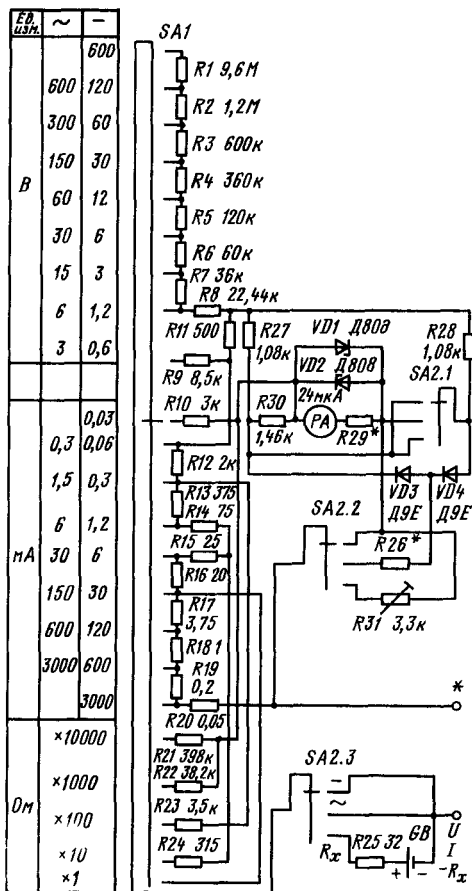 Ед. изм.
~
–
SA1
600
R1 9,6М
600 120
R2 1,2М
300 60
R3 600к
150 30
R4 360к
В
60 12
R5 120к
30 6
R6 60к
15 3
R7 36к
R8 22,44к
6 1,2
R11 500
R27 1,08к
VD1 Д808
R28 1,08к
3 0,6
VD2 Д808
SA2.1
R9 8,5к
24мкА
0,03
R10 3к
R30 1,46к
PA
R29*
0,3 0,06
R12 2к
1,5 0,3
R13 375
VD3 Д9Е
VD4 Д9Е
6 1,2
R14 75
SA2.2
мА
R15 25
R26*
30 6
R16 20
150 30
R17 3,75
R31 3,3к
600 120
R18 1
3000 600
R19 0,2
*
3000
R20 0,05
Ом
×10000
R21 398к
SA2.3
×1000
R22 38,2к
–
~
×100
R23 3,5к
U
I
–Rx
×10
R24 315
Rx
R25 32
GB
+
–
×1